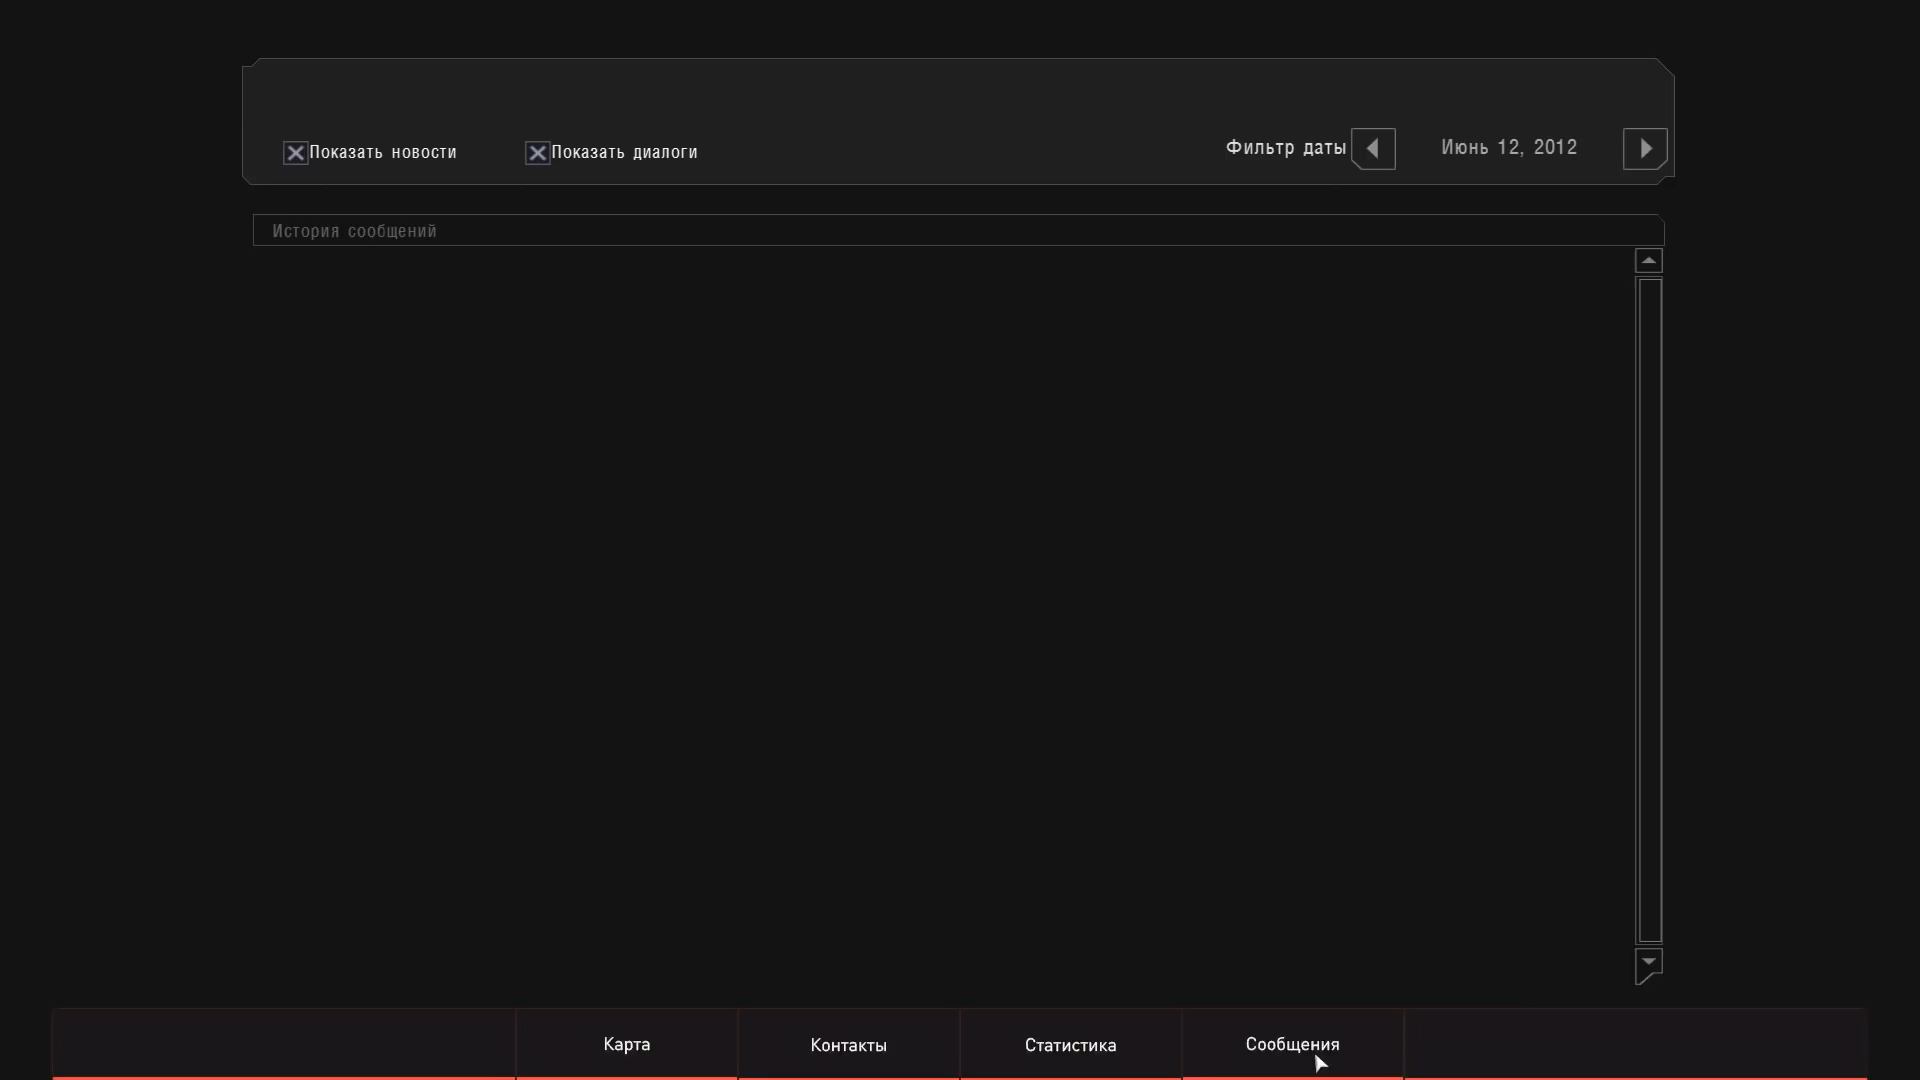 Показать новости
Показать диалоги
Фильтр даты
Июнь 12, 2012
История сообщений
Карта
Контакты
Статистика
Сообщения